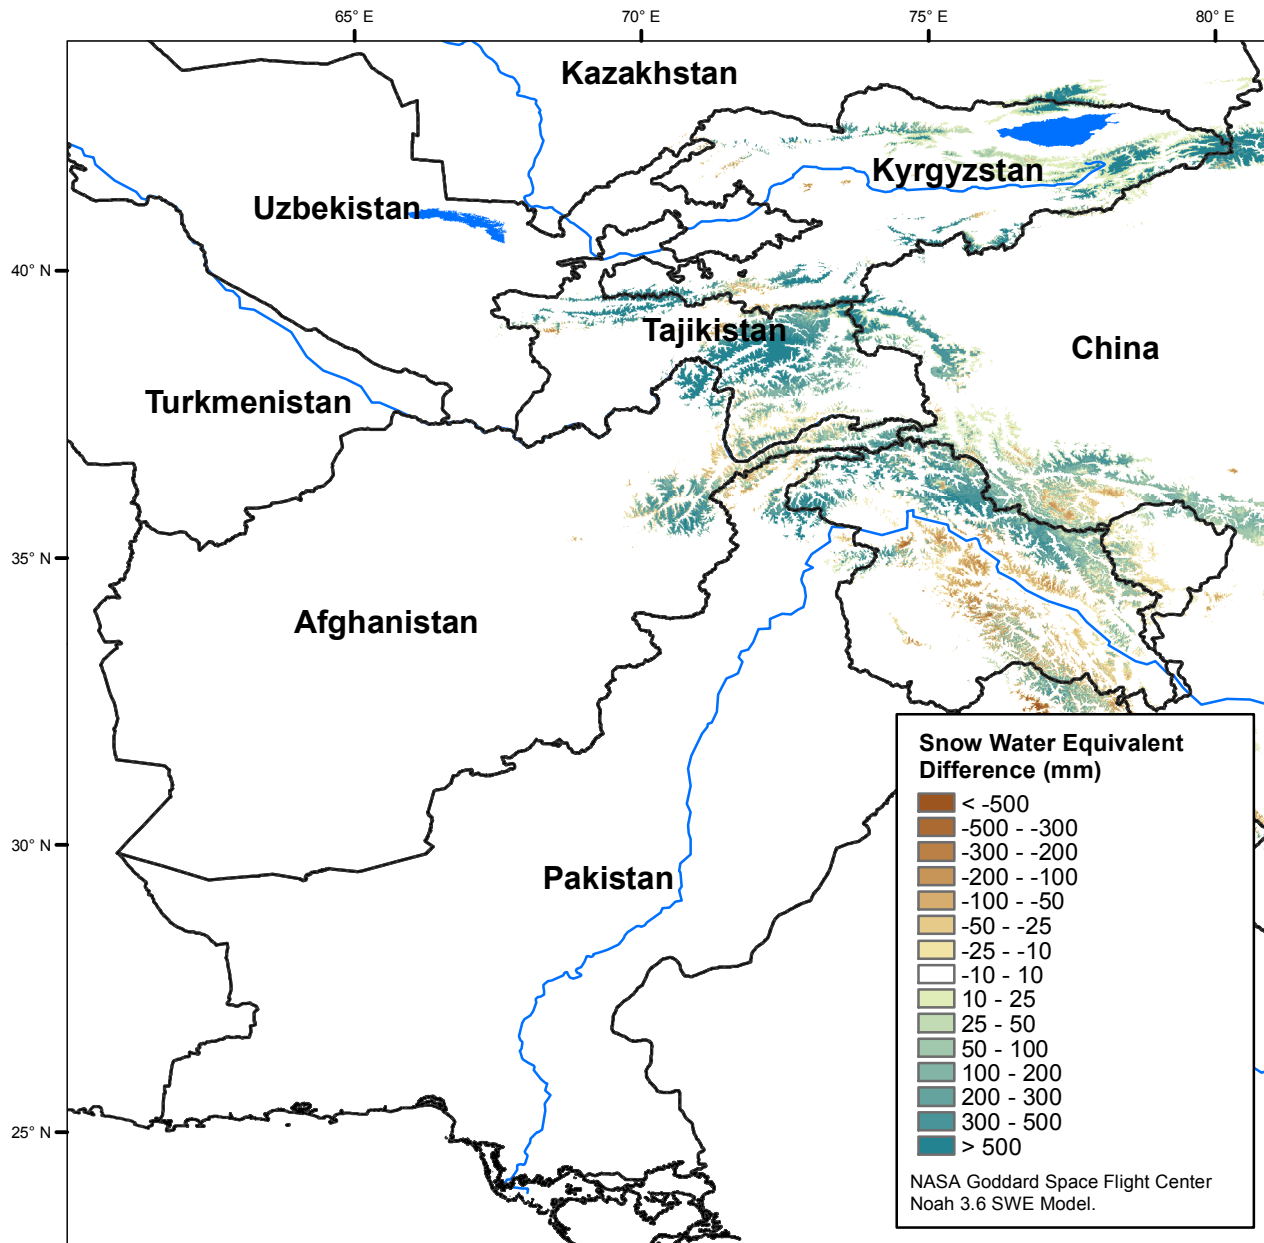 65° E
70° E
75° E
80° E
Kazakhstan
Kyrgyzstan
Uzbekistan
40° N
Tajikistan
China
Turkmenistan
35° N
Afghanistan
30° N
Pakistan
25° N
Snow Water Equivalent
Difference (mm)
< -500
-500 - -300
-300 - -200
-200 - -100
-100 - -50
-50 - -25
-25 - -10
-10 - 10
10 - 25
25 - 50
50 - 100
100 - 200
200 - 300
300 - 500
> 500
NASA Goddard Space Flight Center
Noah 3.6 SWE Model.